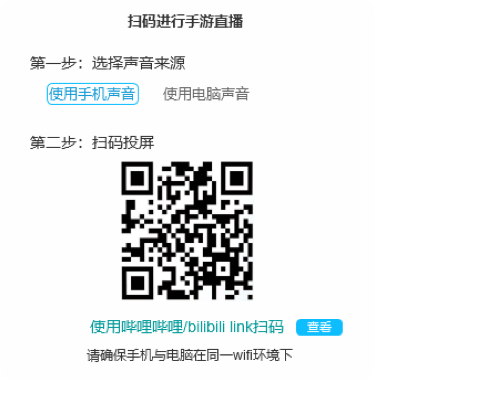 扫码进行手游直播
第一步：选择声音来源
使用手机声音 使用电脑声音
第二步：扫码投屏
使用哔哩哔哩/bilibili link扫码 查看
请确保手机与电脑在同一wifi环境下